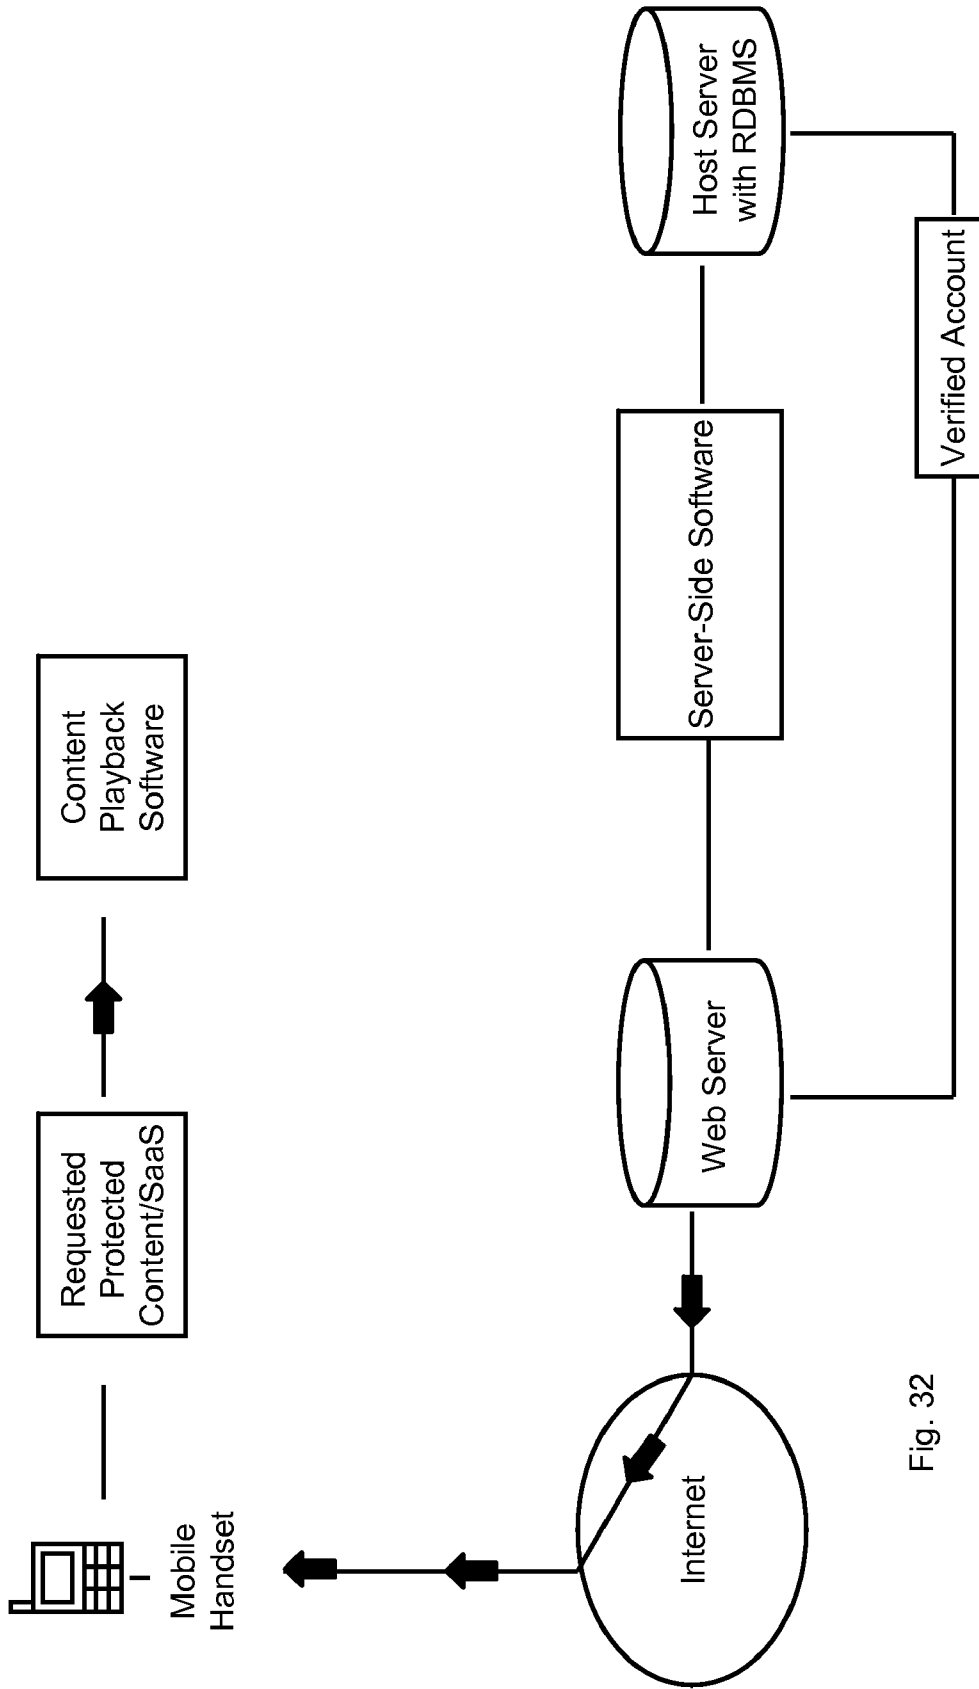 Mobile
Handset
Requested
Protected
Content/SaaS
Content
Playback
Software
Internet
Web Server
Server-Side Software
Host Server
with RDBMS
Verified Account
Fig. 32